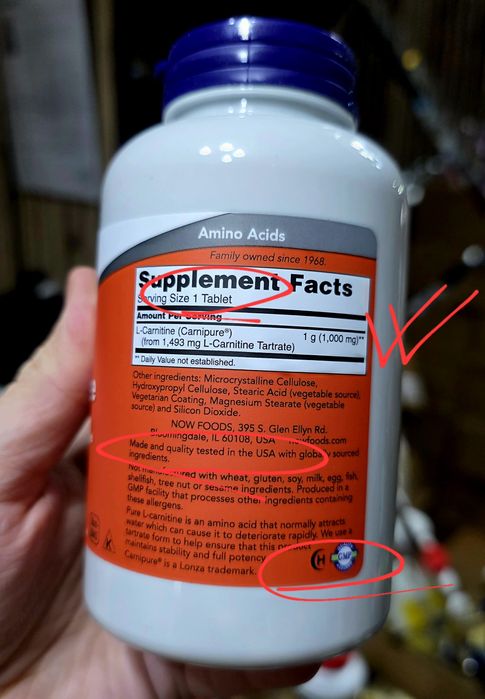 Amino Acids
Family owned since 1968.
Supplement Facts
Serving Size 1 Tablet
Amount Per Serving
L-Carnitine (Carnipure®) 1 g (1,000 mg)**
(from 1,493 mg L-Carnitine Tartrate)
** Daily Value not established.
Other ingredients: Microcrystalline Cellulose,
Hydroxypropyl Cellulose, Stearic Acid (vegetable source),
Vegetarian Coating, Magnesium Stearate (vegetable
source) and Silicon Dioxide.
NOW FOODS, 395 S. Glen Ellyn Rd.
Bloomingdale, IL 60108, USA nowfoods.com
Made and quality tested in the USA with globally sourced
ingredients.
Not manufactured with wheat, gluten, soy, milk, egg, fish,
shellfish, tree nut or sesame ingredients. Produced in a
GMP facility that processes other ingredients containing
these allergens.
Pure L-carnitine is an amino acid that normally attracts
water which can cause it to deteriorate rapidly. We use a
tartrate form to help ensure that this product
maintains stability and full potency.
Carnipure® is a Lonza trademark.
GMP